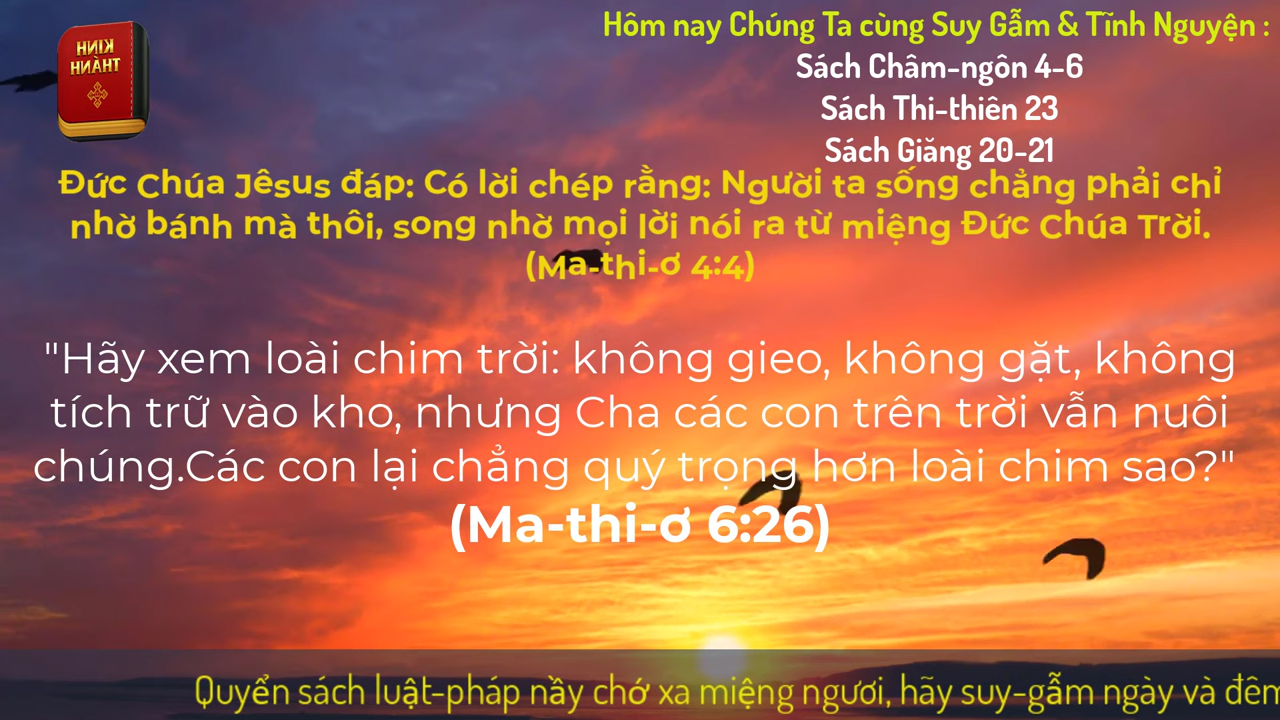 KINH
THÁNH
Hôm nay Chúng Ta cùng Suy Gẫm & Tĩnh Nguyện :
Sách Châm-ngôn 4-6
Sách Thi-thiên 23
Sách Giăng 20-21
Đức Chúa Jêsus đáp: Có lời chép rằng: Người ta sống chẳng phải chỉ
nhờ bánh mà thôi, song nhờ mọi lời nói ra từ miệng Đức Chúa Trời.
(Ma-thi-ơ 4:4)
"Hãy xem loài chim trời: không gieo, không gặt, không
tích trữ vào kho, nhưng Cha các con trên trời vẫn nuôi
chúng.Các con lại chẳng quý trọng hơn loài chim sao?"
(Ma-thi-ơ 6:26)
Quyển sách luật-pháp nầy chớ xa miệng ngươi, hãy suy-gẫm ngày và đêm